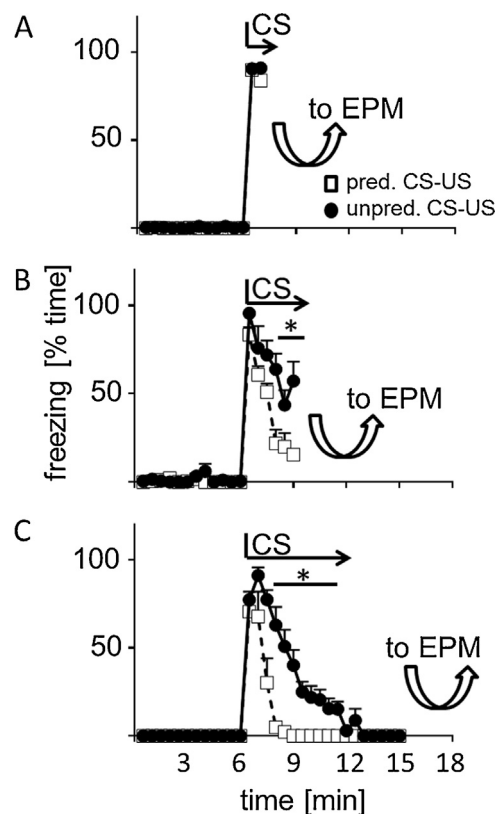 A
CS
100
50
to EPM
pred. CS-US
unpred. CS-US
B
CS
100
*
50
to EPM
freezing [% time]
C
CS
100
*
50
to EPM
3 6 9 12 15 18
time [min]